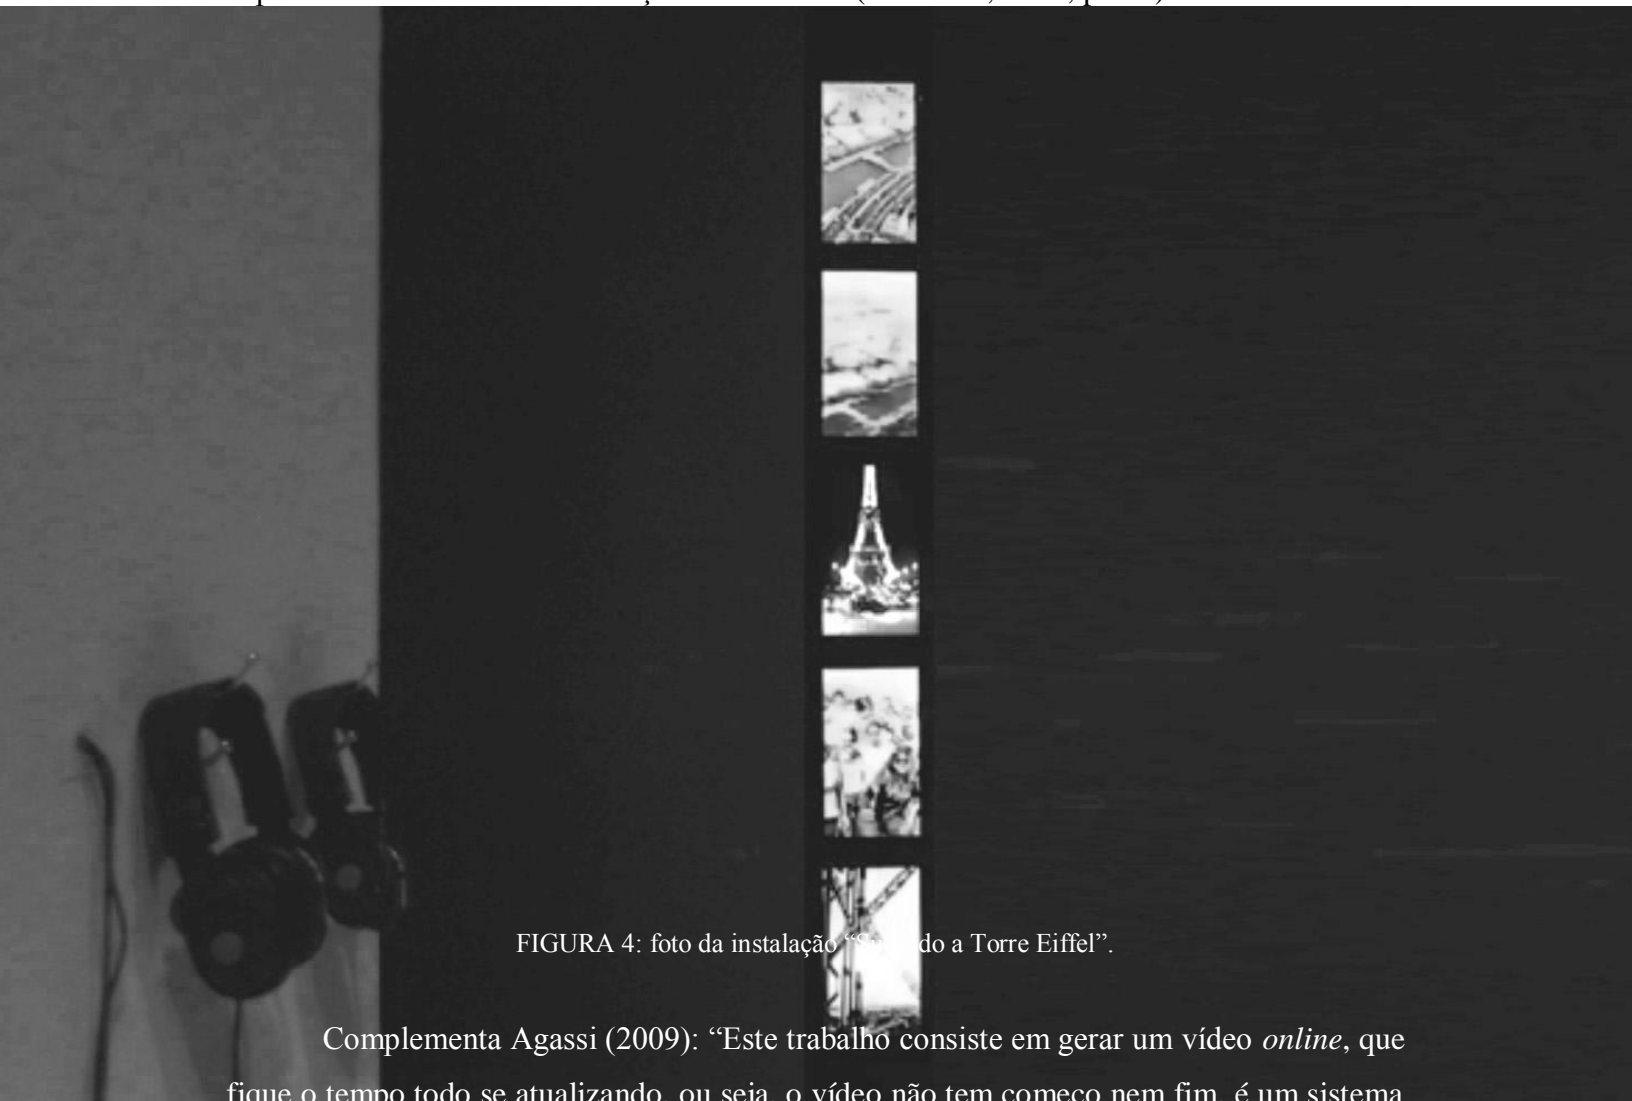 FIGURA 4: foto da instalação do a Torre Eiffel”.
Complementa Agassi (2009): “Este trabalho consiste em gerar um vídeo online, que
fique o tempo todo se atualizando, ou seja, o vídeo não tem começo nem fim, é um sistema